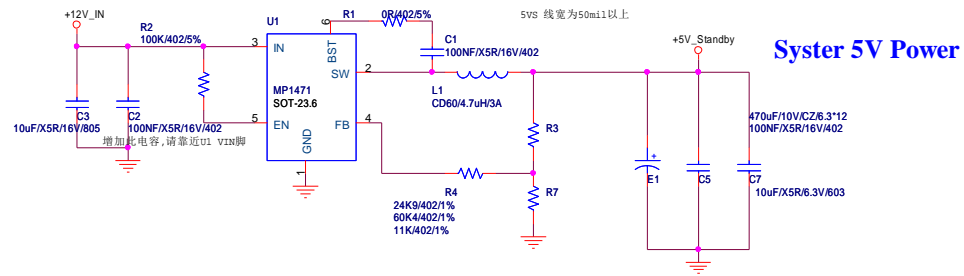 +12V_IN
R2
100K/402/5%
U1
R1
0R/402/5%
5VS 线宽为50mil以上
C1
100NF/X5R/16V/402
+5V_Standby
Syster 5V Power
3
IN
BST
6
SW
2
MP1471
SOT-23.6
L1
CD60/4.7uH/3A
C3
10uF/X5R/16V/805
C2
100NF/X5R/16V/402
增加此电容,请靠近U1 VIN脚
5
EN
GND
1
FB
4
R3
R4
24K9/402/1%
60K4/402/1%
11K/402/1%
R7
470uF/10V/CZ/6.3*12
100NF/X5R/16V/402
+
E1
C5
C7
10uF/X5R/6.3V/603